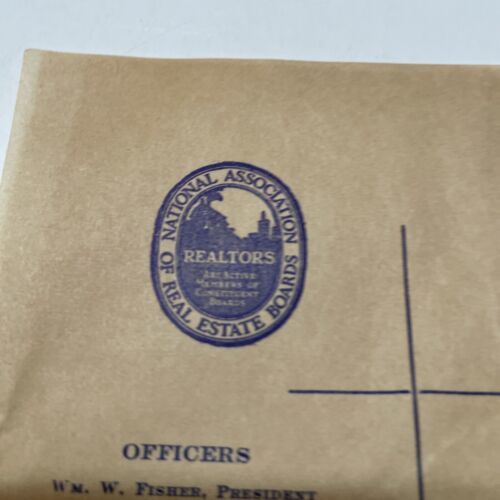 NATIONAL ASSOCIATION
OF REAL ESTATE BOARDS
REALTORS
ARE ACTIVE
MEMBERS OF
CONSTITUENT
BOARDS
OFFICERS
WM. W. FISHER, PRESIDENT